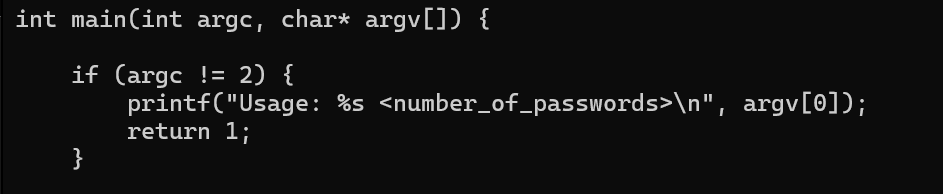 int main(int argc, char* argv[]) {
if (argc != 2) {
printf("Usage: %s <number_of_passwords>\n", argv[0]);
return 1;
}